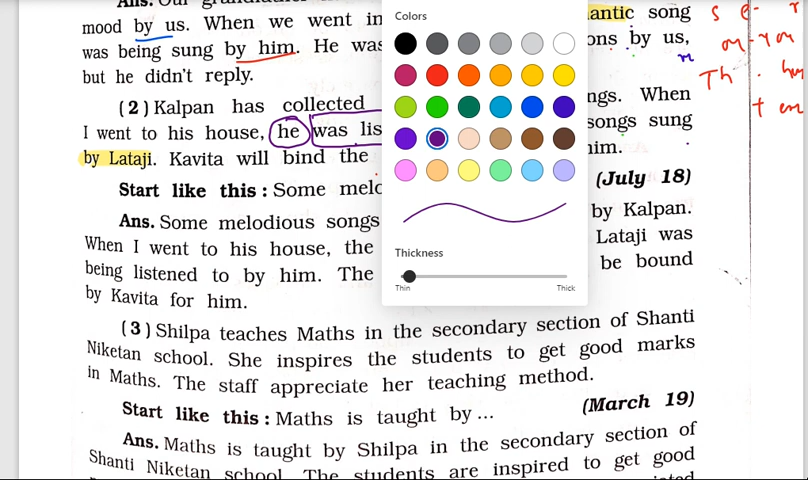 mood by us. When we went in antic song
was being sung by him. He was ons by us,
but he didn't reply.
(2) Kalpan has collected ngs. When
I went to his house, he was lis songs sung
by Lataji. Kavita will bind the him.
Start like this : Some melo (July 18)
Ans. Some melodious songs by Kalpan.
When I went to his house, the Lataji was
being listened to by him. The be bound
by Kavita for him.
(3) Shilpa teaches Maths in the secondary section of Shanti
Niketan school. She inspires the students to get good marks
in Maths. The staff appreciate her teaching method.
Start like this : Maths is taught by ... (March 19)
Ans. Maths is taught by Shilpa in the secondary section of
Shanti Niketan school. The students are inspired to get good
Colors
Thickness
Thin Thick